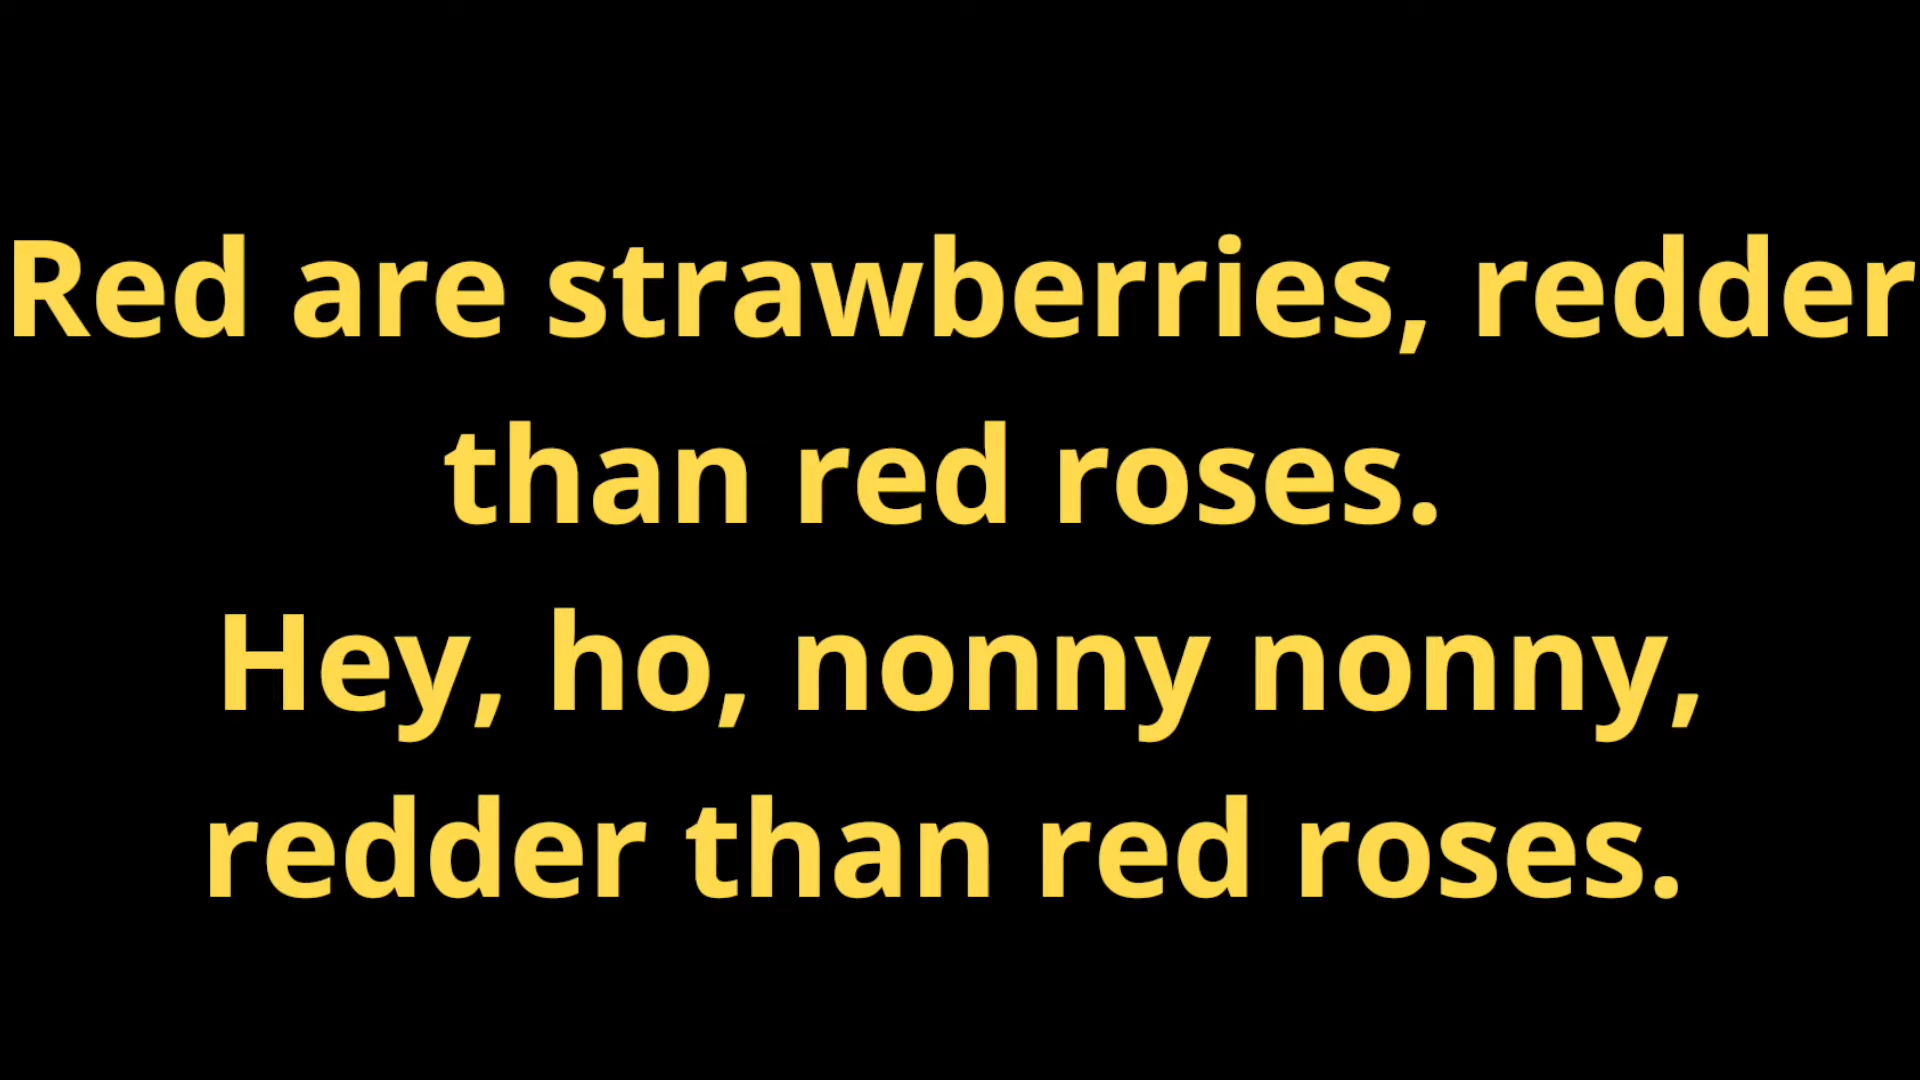 Red are strawberries, redder
than red roses.
Hey, ho, nonny nonny,
redder than red roses.